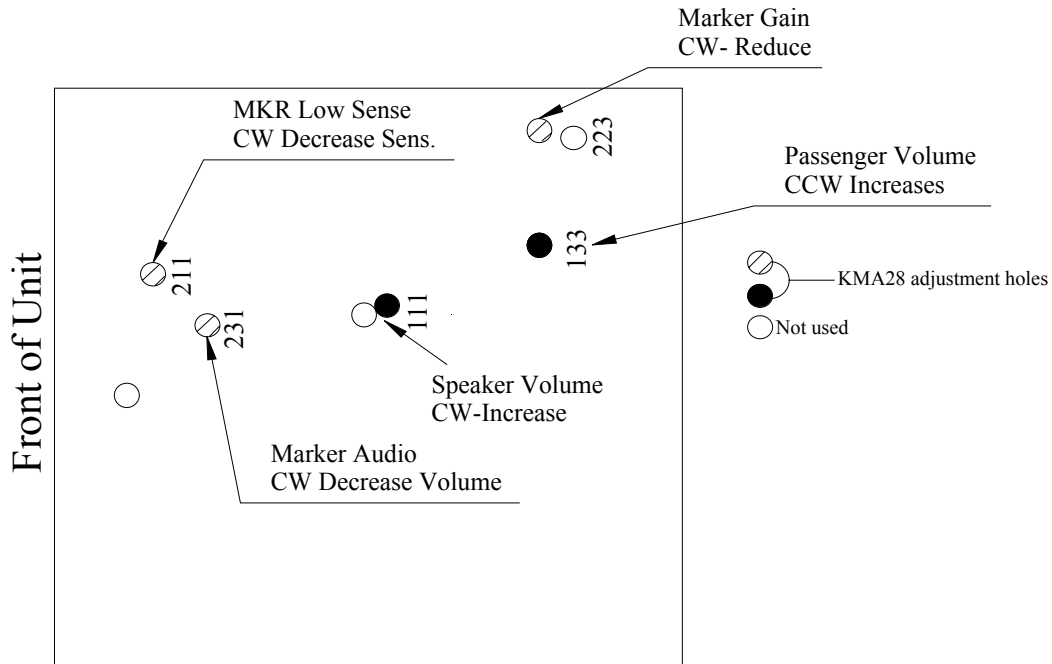 Marker Gain
CW- Reduce
MKR Low Sense
CW Decrease Sens.
223
Passenger Volume
CCW Increases
133
211
KMA28 adjustment holes
111
231
Not used
Front of Unit
Speaker Volume
CW-Increase
Marker Audio
CW Decrease Volume